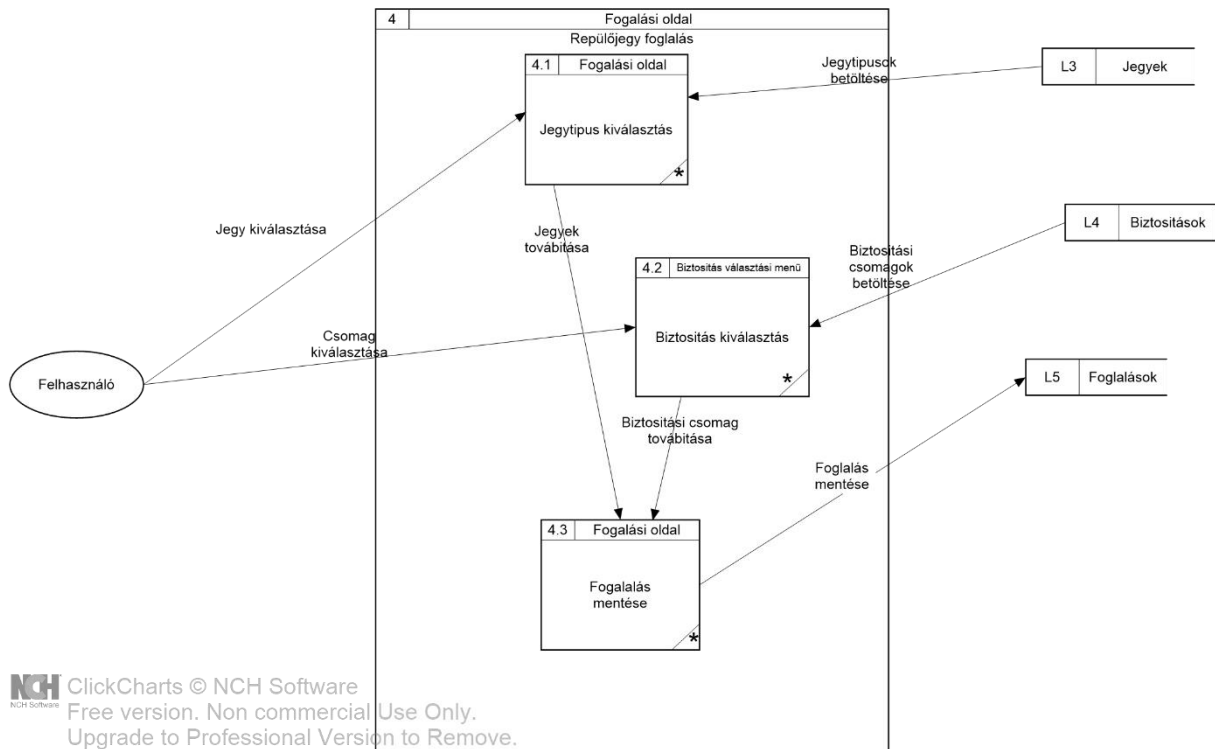 4 Fogalási oldal
Repülőjegy foglalás
4.1 Fogalási oldal
Jegytipus kiválasztás
*
Jegytipusok
betöltése
L3 Jegyek
Jegy kiválasztása
Jegyek
továbitása
4.2 Biztositás választási menü
Biztositás kiválasztás
*
Biztositási
csomagok
betöltése
L4 Biztositások
Csomag
kiválasztása
Felhasználó
L5 Foglalások
Biztositási csomag
továbitása
Foglalás
mentése
4.3 Fogalási oldal
Fogalalás
mentése
*
NCH ClickCharts © NCH Software
NCH Software
Free version. Non commercial Use Only.
Upgrade to Professional Version to Remove.